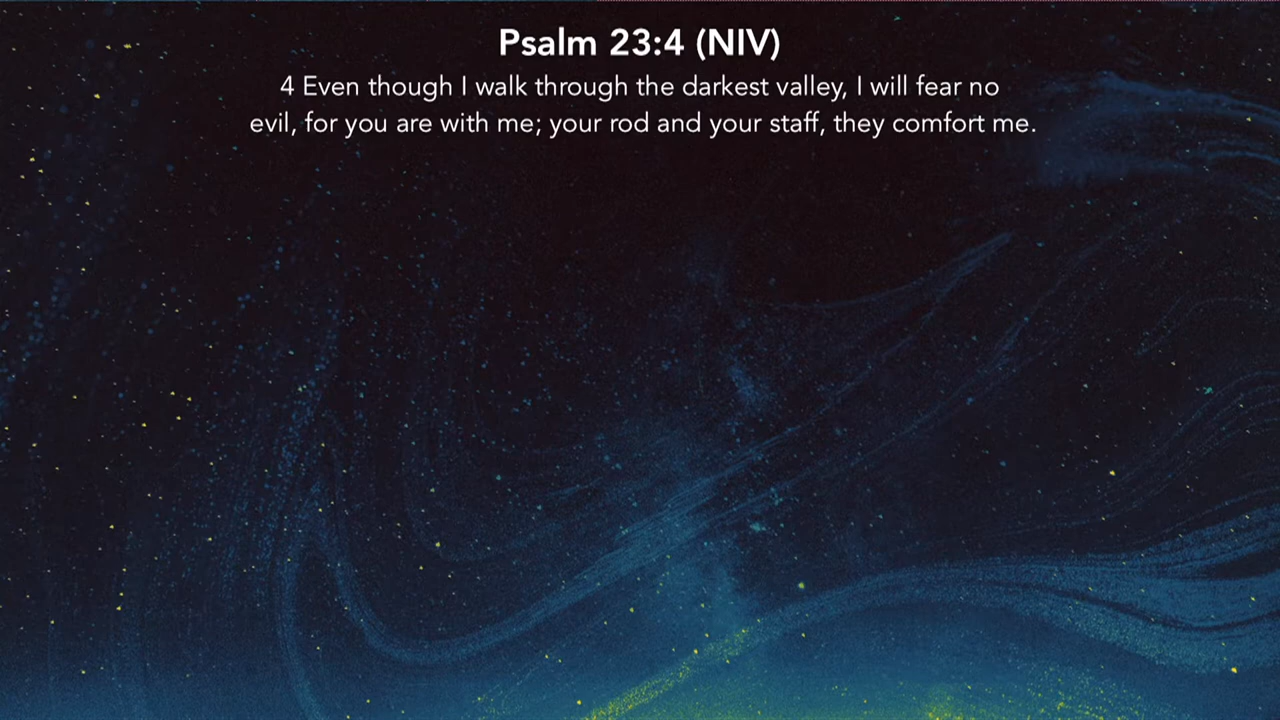 Psalm 23:4 (NIV)
4 Even though I walk through the darkest valley, I will fear no
evil, for you are with me; your rod and your staff, they comfort me.